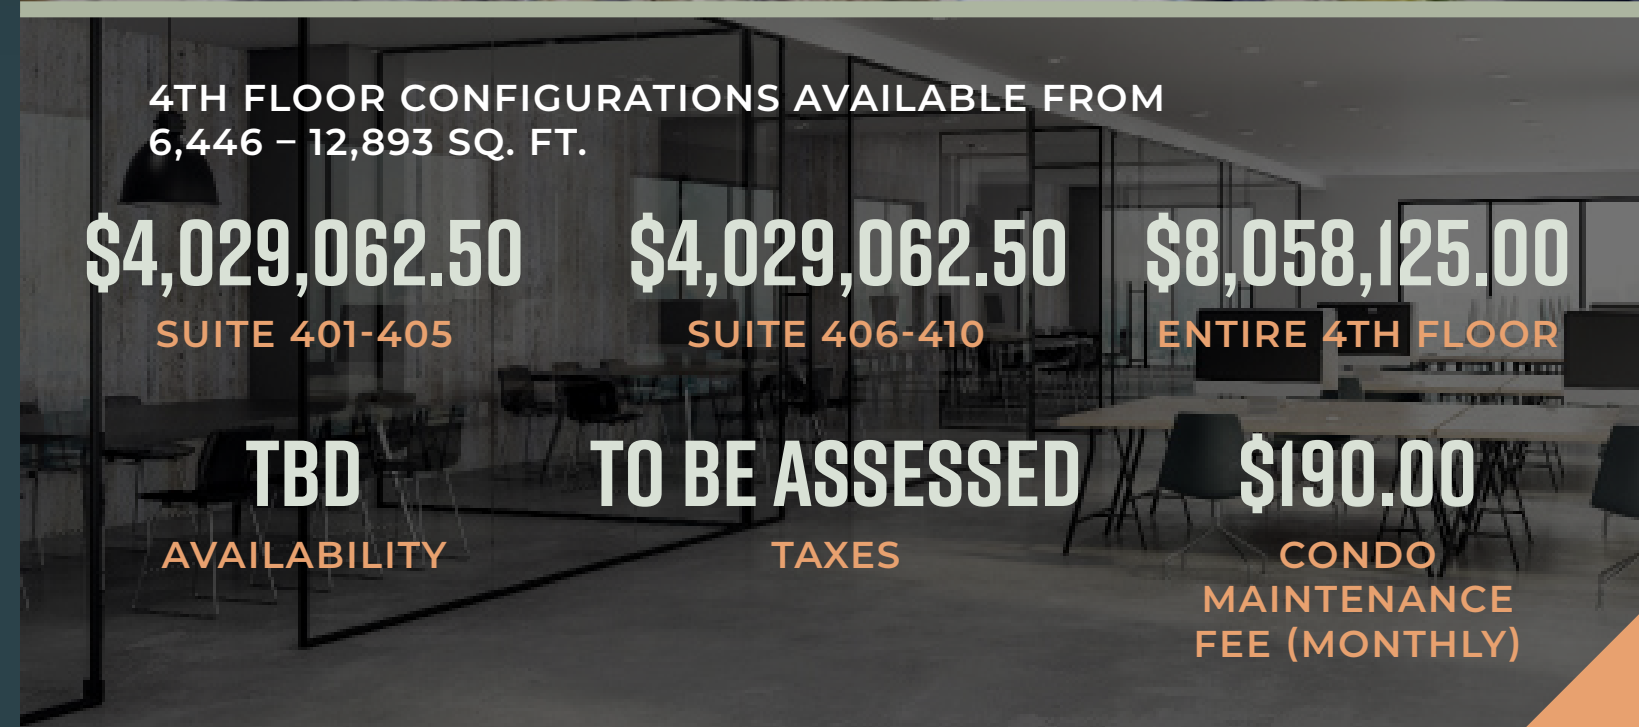 4TH FLOOR CONFIGURATIONS AVAILABLE FROM
6,446 – 12,893 SQ. FT.
$4,029,062.50
SUITE 401-405
$4,029,062.50
SUITE 406-410
$8,058,125.00
ENTIRE 4TH FLOOR
TBD
AVAILABILITY
TO BE ASSESSED
TAXES
$190.00
CONDO
MAINTENANCE
FEE (MONTHLY)